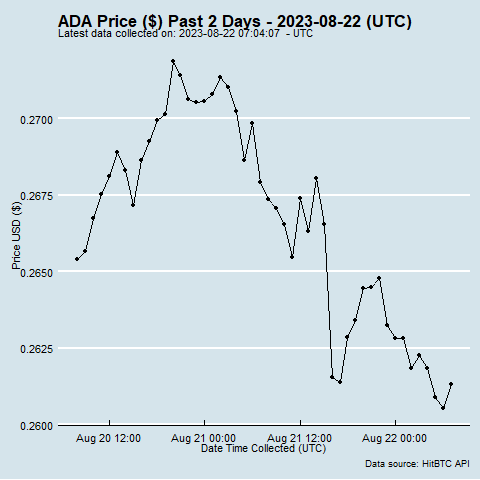 ADA Price ($) Past 2 Days - 2023-08-22 (UTC)
Latest data collected on: 2023-08-22 07:04:07 - UTC
Price USD ($)
0.2700
0.2675
0.2650
0.2625
0.2600
Aug 20 12:00 Aug 21 00:00 Aug 21 12:00 Aug 22 00:00
Date Time Collected (UTC)
Data source: HitBTC API